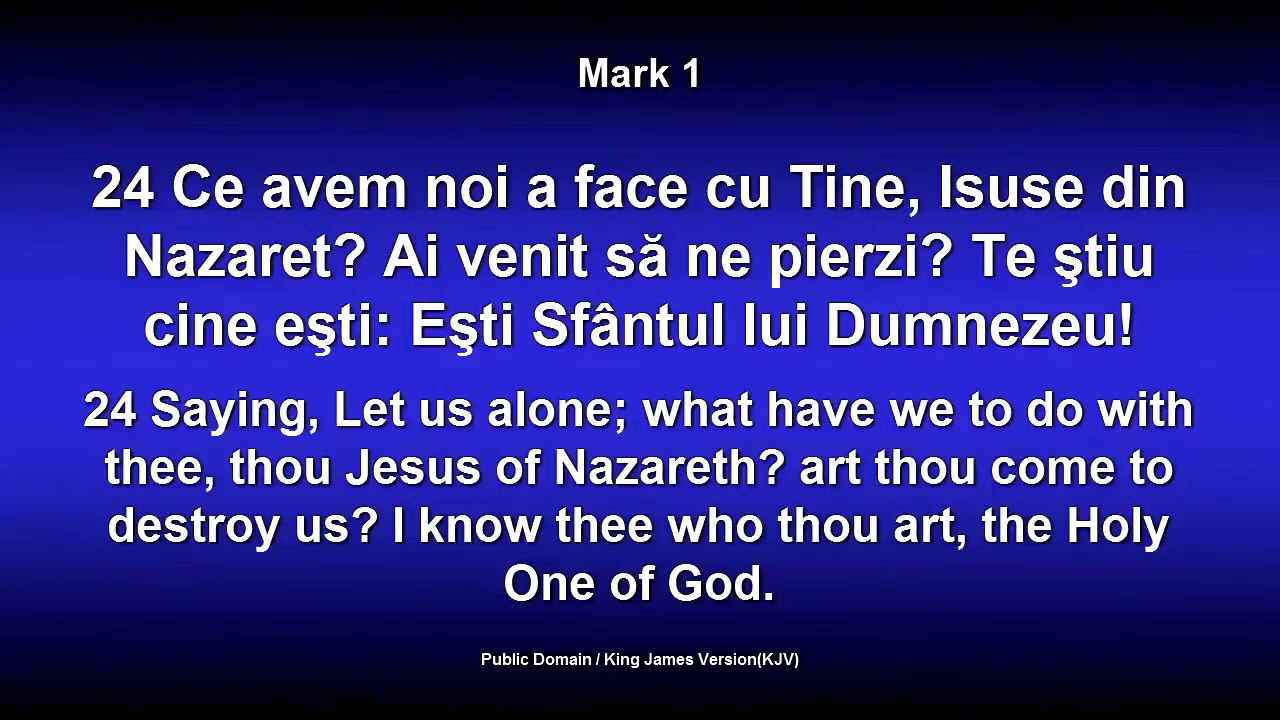 Mark 1
24 Ce avem noi a face cu Tine, Isuse din
Nazaret? Ai venit să ne pierzi? Te ştiu
cine eşti: Eşti Sfântul lui Dumnezeu!
24 Saying, Let us alone; what have we to do with
thee, thou Jesus of Nazareth? art thou come to
destroy us? I know thee who thou art, the Holy
One of God.
Public Domain / King James Version(KJV)